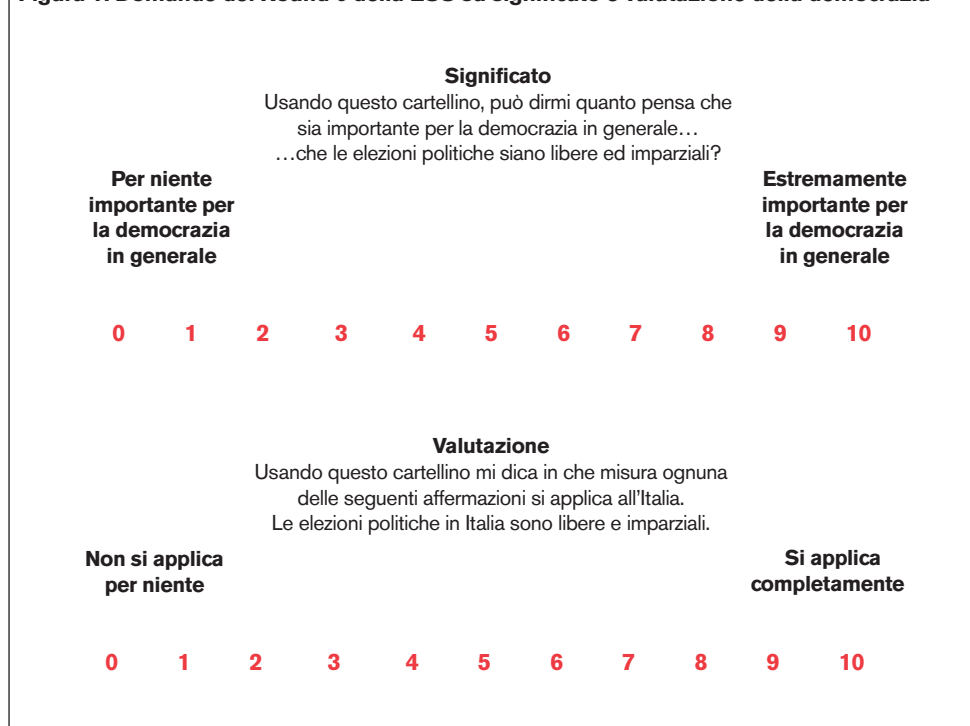 Significato
Usando questo cartellino, può dirmi quanto pensa che
sia importante per la democrazia in generale…
…che le elezioni politiche siano libere ed imparziali?
Per niente
importante per
la democrazia
in generale
Estremamente
importante per
la democrazia
in generale
0 1 2 3 4 5 6 7 8 9 10
Valutazione
Usando questo cartellino mi dica in che misura ognuna
delle seguenti affermazioni si applica all'Italia.
Le elezioni politiche in Italia sono libere e imparziali.
Non si applica
per niente
Si applica
completamente
0 1 2 3 4 5 6 7 8 9 10